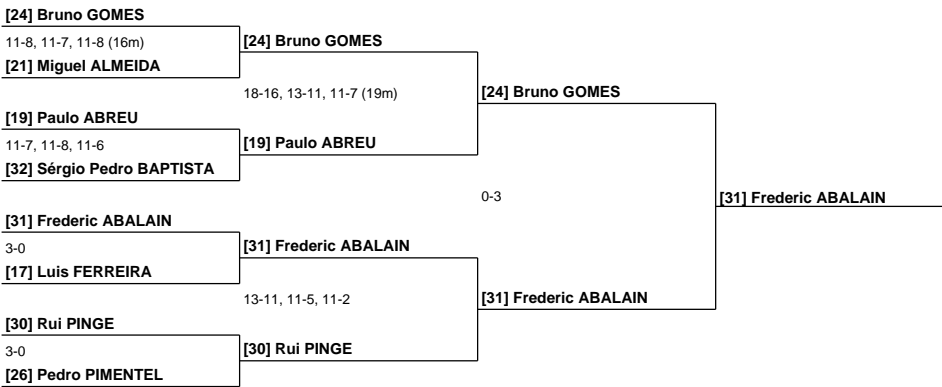 [24] Bruno GOMES
11-8, 11-7, 11-8 (16m)
[21] Miguel ALMEIDA
[24] Bruno GOMES
18-16, 13-11, 11-7 (19m)
[24] Bruno GOMES
[19] Paulo ABREU
11-7, 11-8, 11-6
[32] Sérgio Pedro BAPTISTA
[19] Paulo ABREU
0-3
[31] Frederic ABALAIN
[31] Frederic ABALAIN
3-0
[17] Luis FERREIRA
[31] Frederic ABALAIN
13-11, 11-5, 11-2
[31] Frederic ABALAIN
[30] Rui PINGE
3-0
[26] Pedro PIMENTEL
[30] Rui PINGE